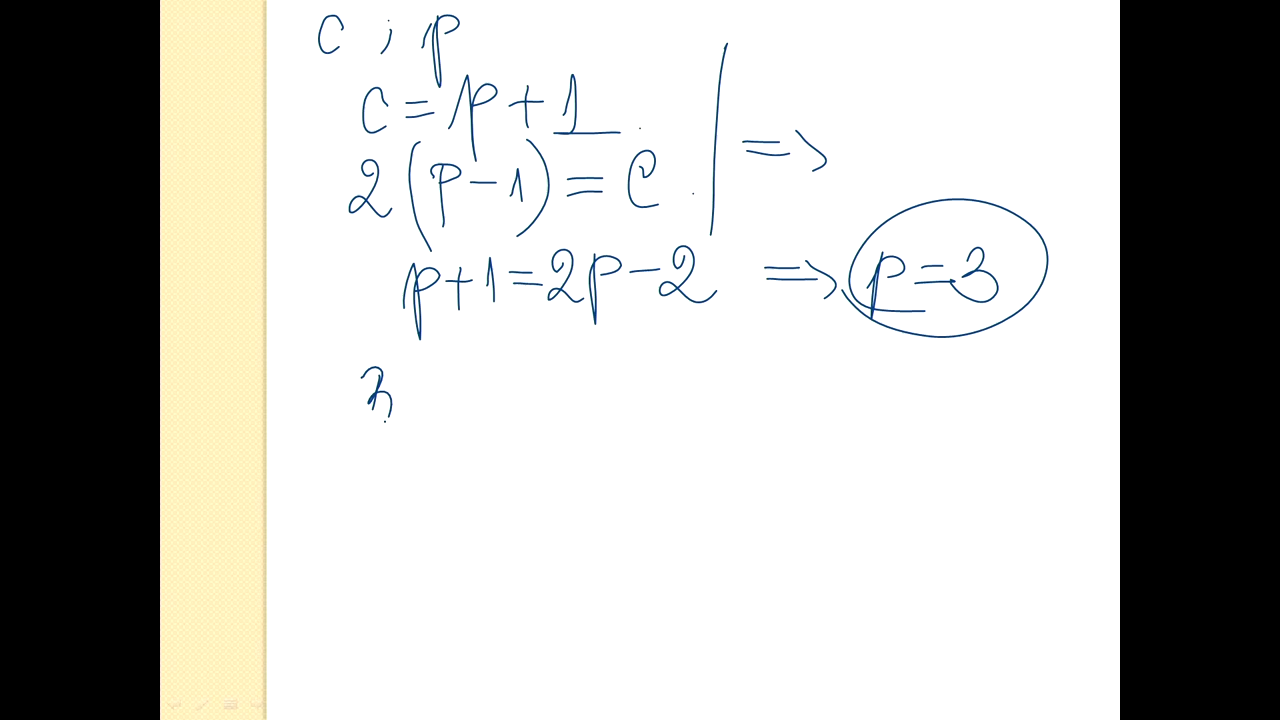 c ; p
c = p + 1
2(p - 1) = c =>
p + 1 = 2p - 2 => p = 3